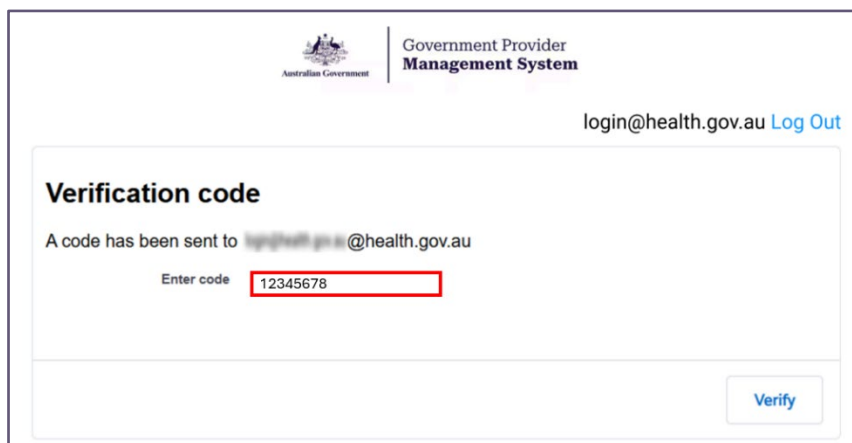 Australian Government
Government Provider
Management System
login@health.gov.au Log Out
Verification code
A code has been sent to @health.gov.au
Enter code 12345678
Verify